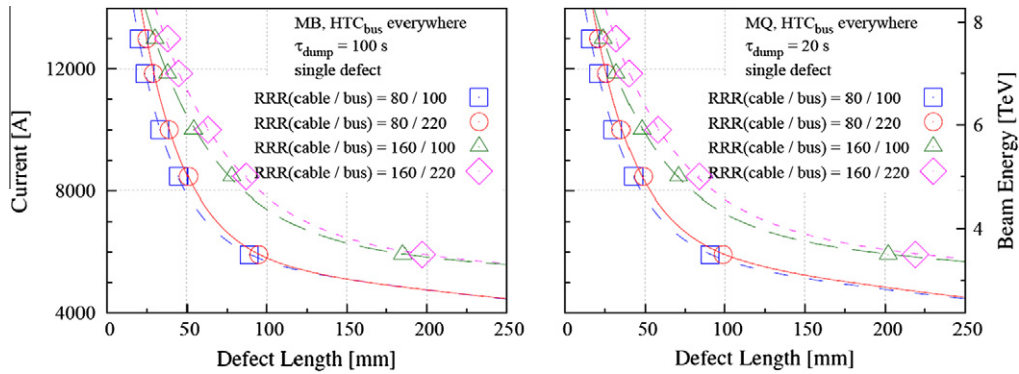 MB, HTCbus everywhere
τdump = 100 s
single defect
RRR(cable / bus) = 80 / 100
RRR(cable / bus) = 80 / 220
RRR(cable / bus) = 160 / 100
RRR(cable / bus) = 160 / 220
12000
8000
4000
Current [A]
0 50 100 150 200 250
Defect Length [mm]
MQ, HTCbus everywhere
τdump = 20 s
single defect
RRR(cable / bus) = 80 / 100
RRR(cable / bus) = 80 / 220
RRR(cable / bus) = 160 / 100
RRR(cable / bus) = 160 / 220
8
6
4
Beam Energy [TeV]
0 50 100 150 200 250
Defect Length [mm]